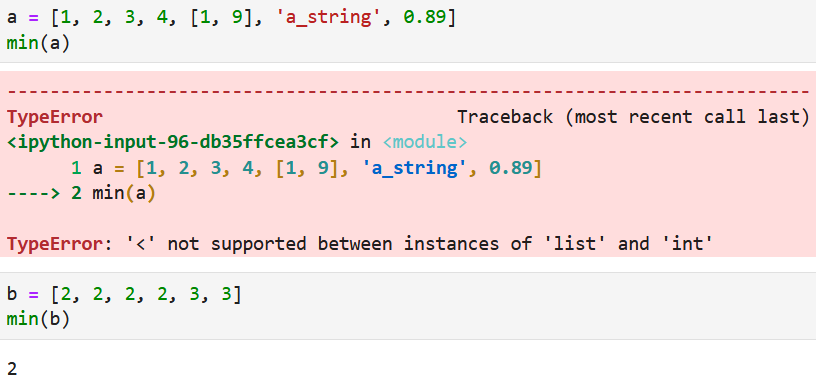 a = [1, 2, 3, 4, [1, 9], 'a_string', 0.89]
min(a)
---------------------------------------------------------------------------
TypeError                                 Traceback (most recent call last)
<ipython-input-96-db35ffcea3cf> in <module>
      1 a = [1, 2, 3, 4, [1, 9], 'a_string', 0.89]
----> 2 min(a)
TypeError: '<' not supported between instances of 'list' and 'int'
b = [2, 2, 2, 2, 3, 3]
min(b)
2